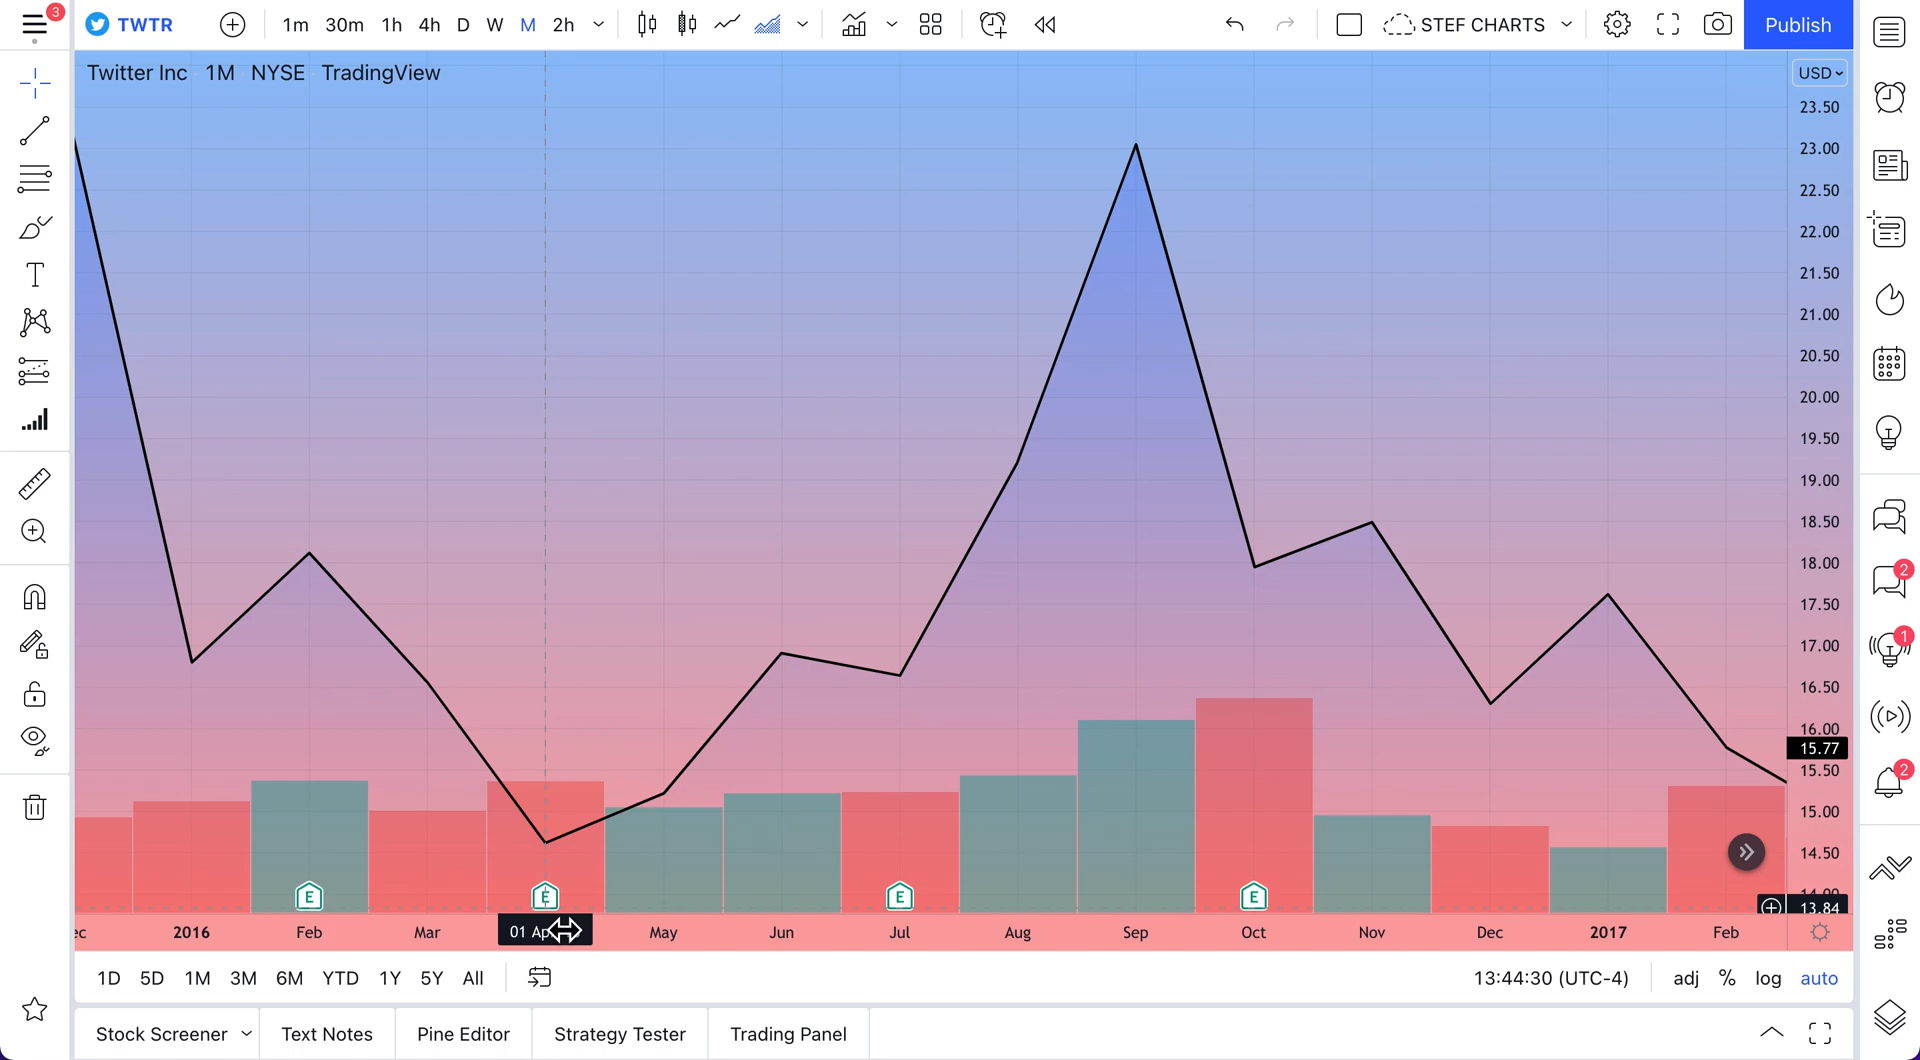 3
TWTR
1m 30m 1h 4h D W M 2h
STEF CHARTS
Publish
Twitter Inc 1M NYSE TradingView
USD
23.50
23.00
22.50
22.00
21.50
21.00
20.50
20.00
19.50
19.00
18.50
18.00
17.50
17.00
16.50
16.00
15.77
15.50
15.00
14.50
13.84
T
2
1
2
E E E E
2016 Feb Mar 01 Ap May Jun Jul Aug Sep Oct Nov Dec 2017 Feb
1D 5D 1M 3M 6M YTD 1Y 5Y All
13:44:30 (UTC-4) adj % log auto
Stock Screener Text Notes Pine Editor Strategy Tester Trading Panel